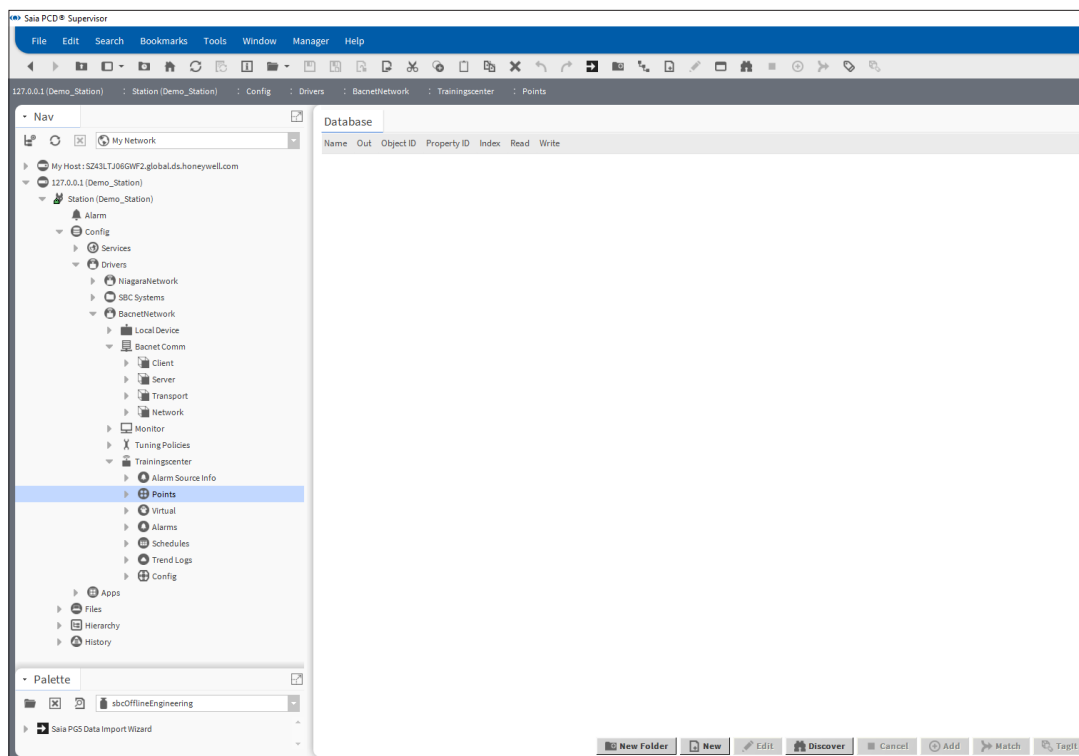 Saia PCD® Supervisor
File Edit Search Bookmarks Tools Window Manager Help
127.0.0.1 (Demo_Station) : Station (Demo_Station) : Config : Drivers : BacnetNetwork : Trainingscenter : Points
Nav
My Network
My Host : SZ43LTJ06GWF2.global.ds.honeywell.com
127.0.0.1 (Demo_Station)
Station (Demo_Station)
Alarm
Config
Services
Drivers
NiagaraNetwork
SBC Systems
BacnetNetwork
Local Device
Bacnet Comm
Client
Server
Transport
Network
Monitor
Tuning Policies
Trainingscenter
Alarm Source Info
Points
Virtual
Alarms
Schedules
Trend Logs
Config
Apps
Files
Hierarchy
History
Palette
sbcOfflineEngineering
Saia PG5 Data Import Wizard
Database
Name Out Object ID Property ID Index Read Write
New Folder New Edit Discover Cancel Add Match TagIt